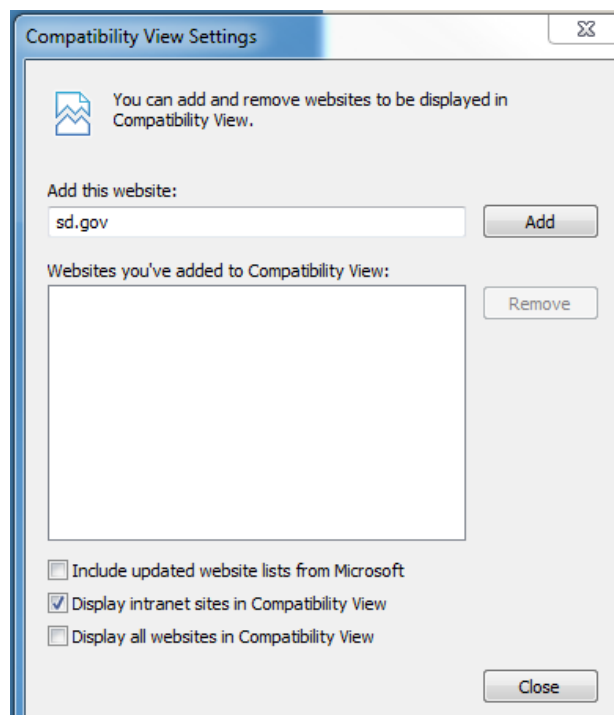 Compatibility View Settings
You can add and remove websites to be displayed in
Compatibility View.
Add this website:
sd.gov
Add
Websites you've added to Compatibility View:
Remove
Include updated website lists from Microsoft
Display intranet sites in Compatibility View
Display all websites in Compatibility View
Close